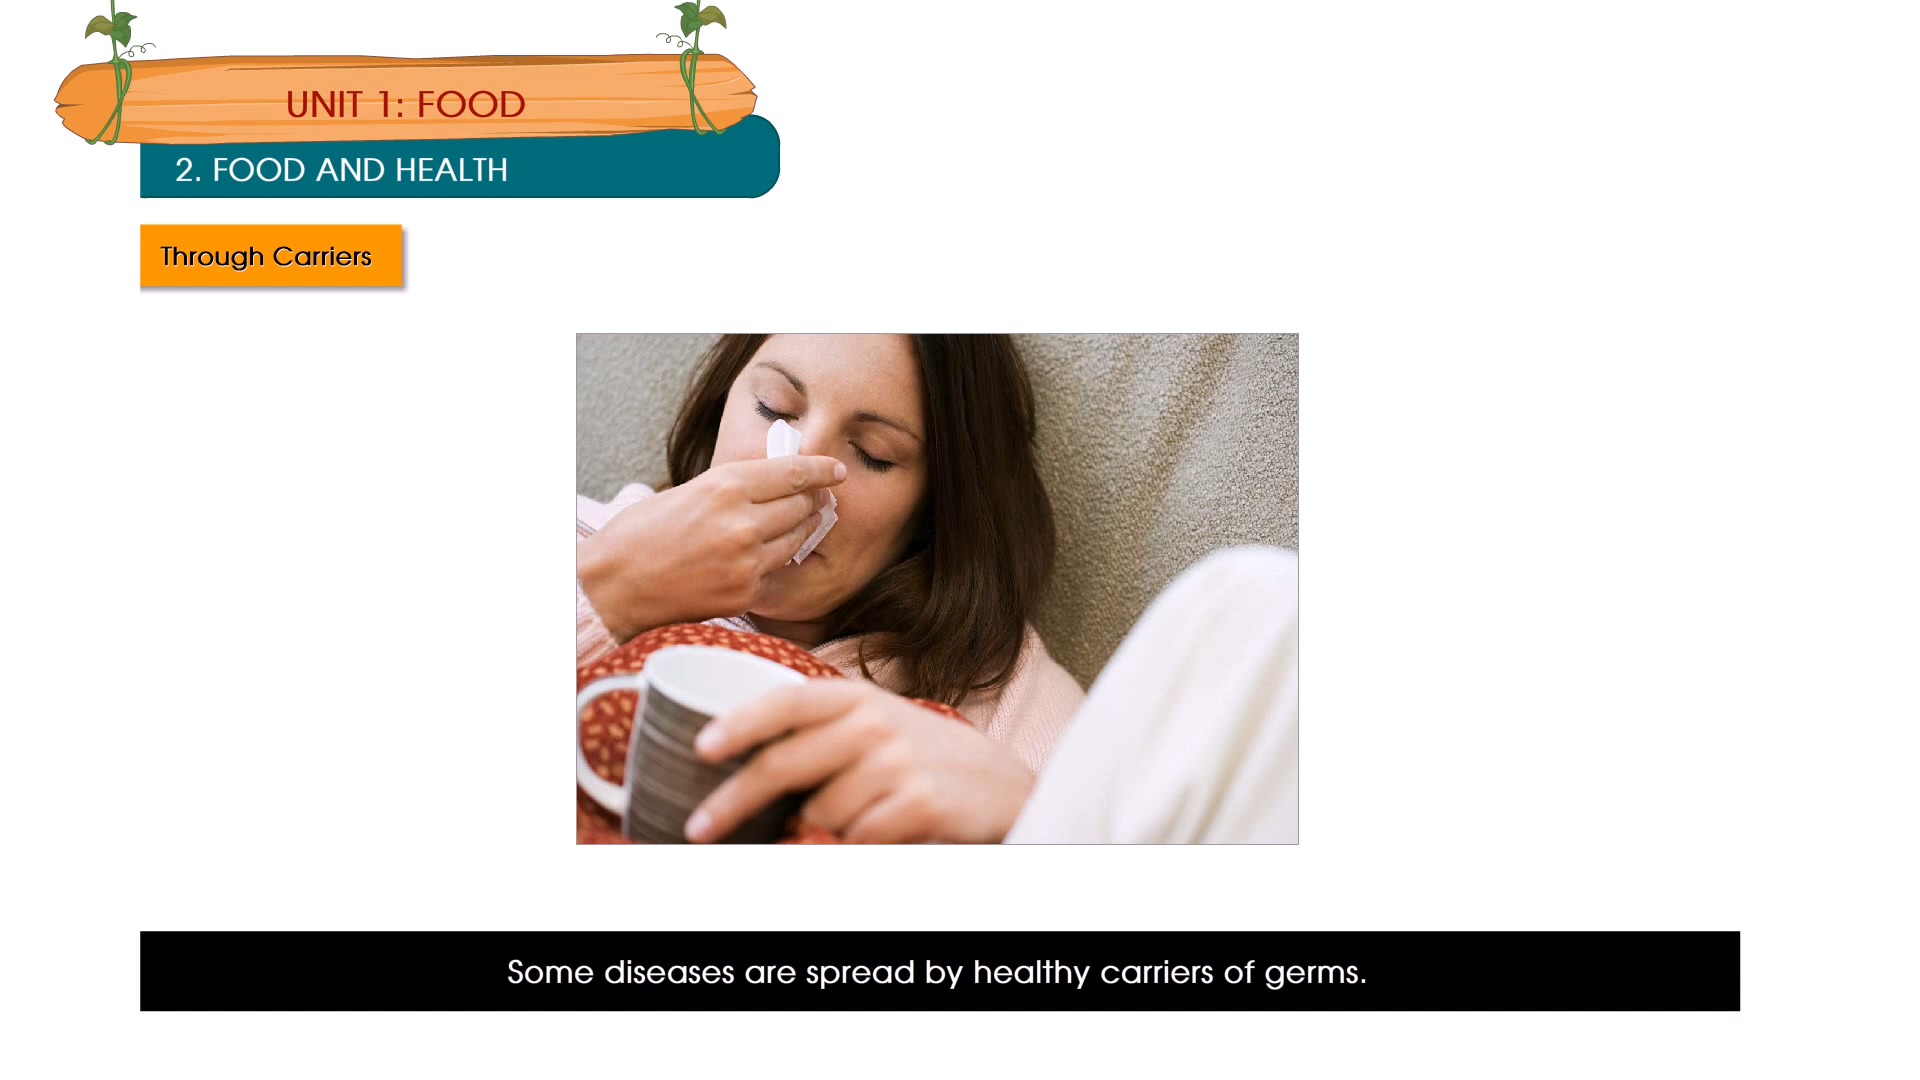 UNIT 1: FOOD
2. FOOD AND HEALTH
Through Carriers
Some diseases are spread by healthy carriers of germs.